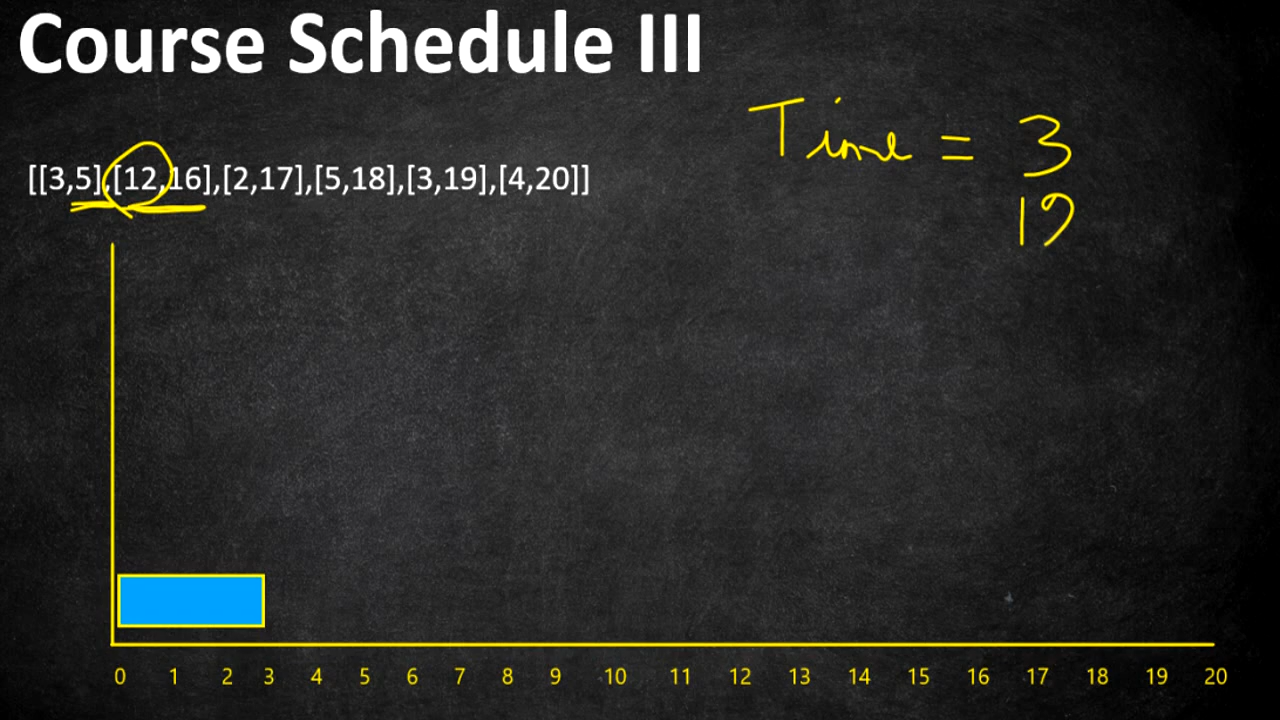 Course Schedule III
Time = 3
19
[[3,5],[12,16],[2,17],[5,18],[3,19],[4,20]]
0 1 2 3 4 5 6 7 8 9 10 11 12 13 14 15 16 17 18 19 20